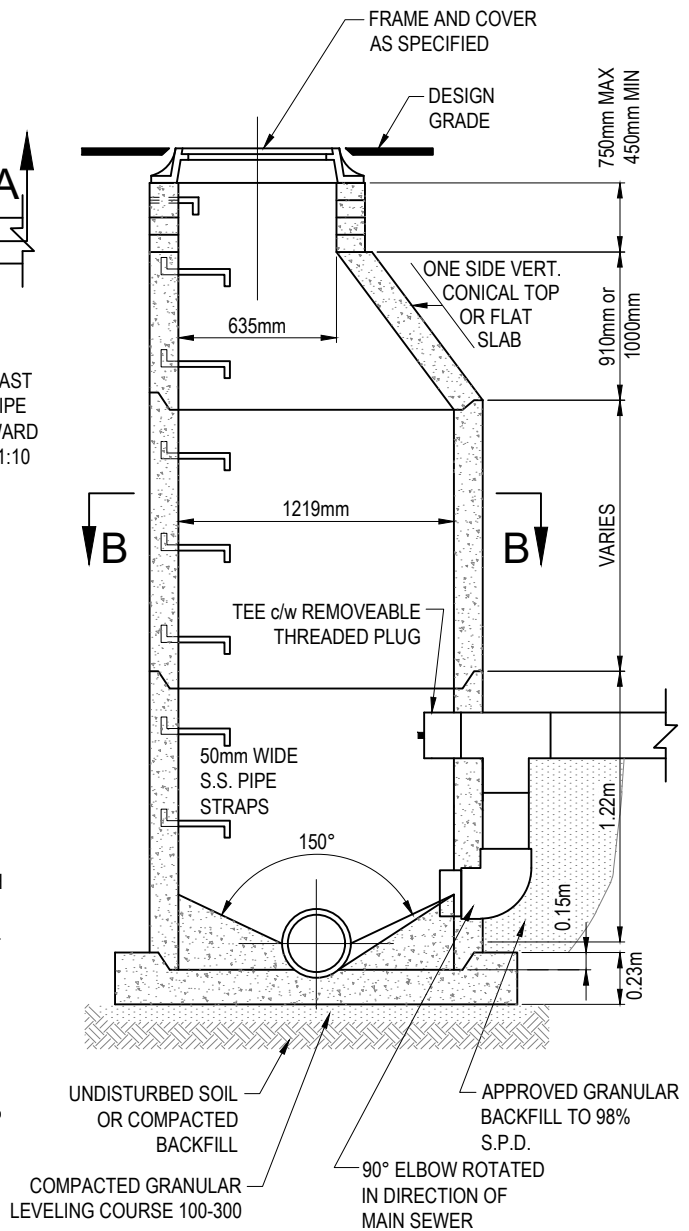 FRAME AND COVER
AS SPECIFIED
DESIGN
GRADE
750mm MAX
450mm MIN
A
ONE SIDE VERT.
CONICAL TOP
OR FLAT
SLAB
910mm or
1000mm
635mm
AST
IPE
WARD
1:10
1219mm
B
B
VARIES
TEE c/w REMOVEABLE
THREADED PLUG
50mm WIDE
S.S. PIPE
STRAPS
1.22m
150°
0.15m
0.23m
UNDISTURBED SOIL
OR COMPACTED
BACKFILL
APPROVED GRANULAR
BACKFILL TO 98%
S.P.D.
COMPACTED GRANULAR
LEVELING COURSE 100-300
90° ELBOW ROTATED
IN DIRECTION OF
MAIN SEWER